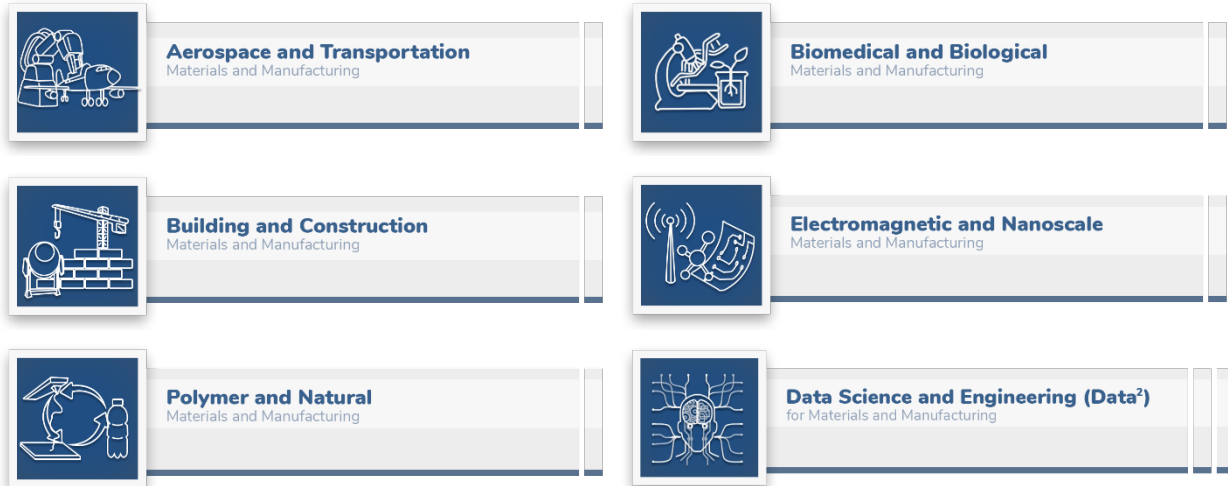 Aerospace and Transportation
Materials and Manufacturing
Biomedical and Biological
Materials and Manufacturing
Building and Construction
Materials and Manufacturing
Electromagnetic and Nanoscale
Materials and Manufacturing
Polymer and Natural
Materials and Manufacturing
Data Science and Engineering (Data²)
for Materials and Manufacturing